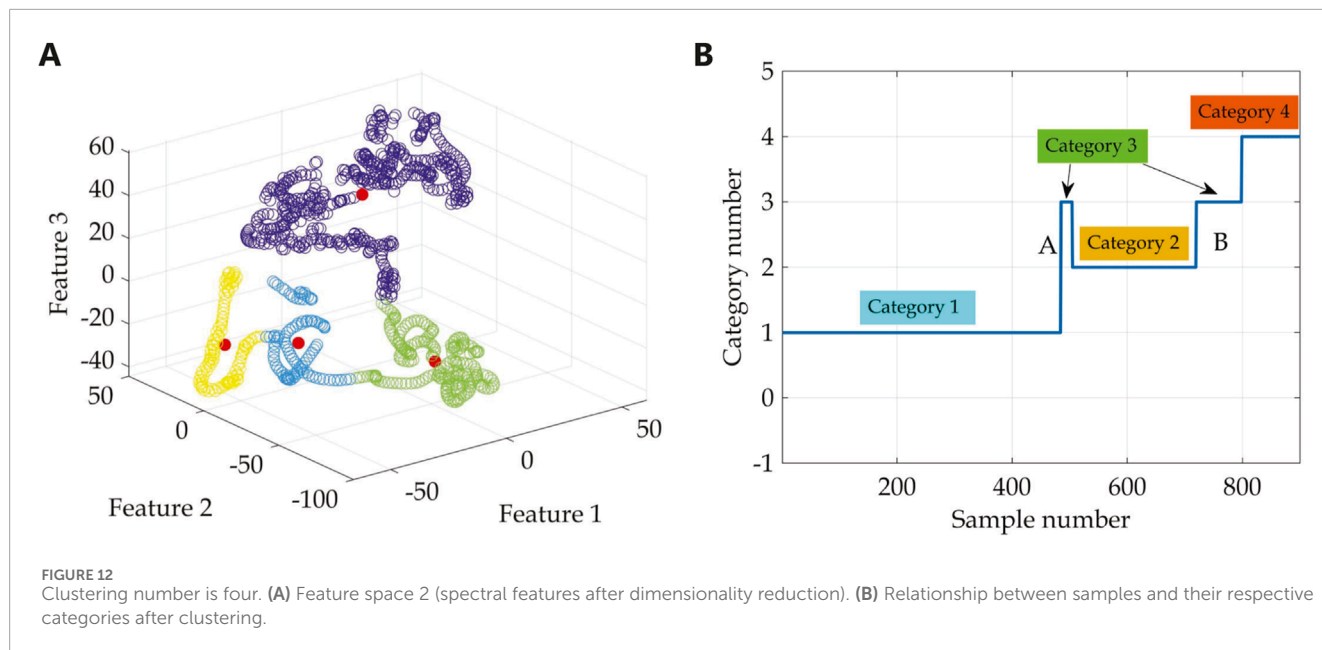 A
60
40
20
0
-20
-40
Feature 3
50
0
-50
-100
Feature 2
-50
0
50
Feature 1
B
5
4
3
2
1
0
-1
Category number
Category 4
Category 3
A
Category 2
B
Category 1
200
400
600
800
Sample number
FIGURE 12
Clustering number is four. (A) Feature space 2 (spectral features after dimensionality reduction). (B) Relationship between samples and their respective
categories after clustering.